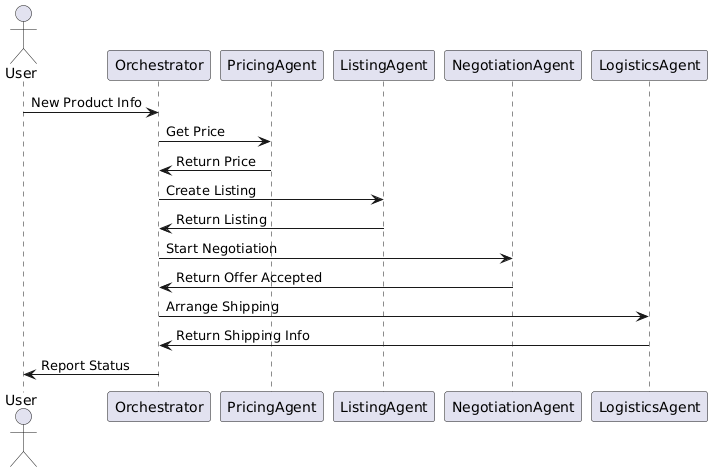 User
Orchestrator
PricingAgent
ListingAgent
NegotiationAgent
LogisticsAgent
New Product Info
Get Price
Return Price
Create Listing
Return Listing
Start Negotiation
Return Offer Accepted
Arrange Shipping
Return Shipping Info
Report Status
User
Orchestrator
PricingAgent
ListingAgent
NegotiationAgent
LogisticsAgent